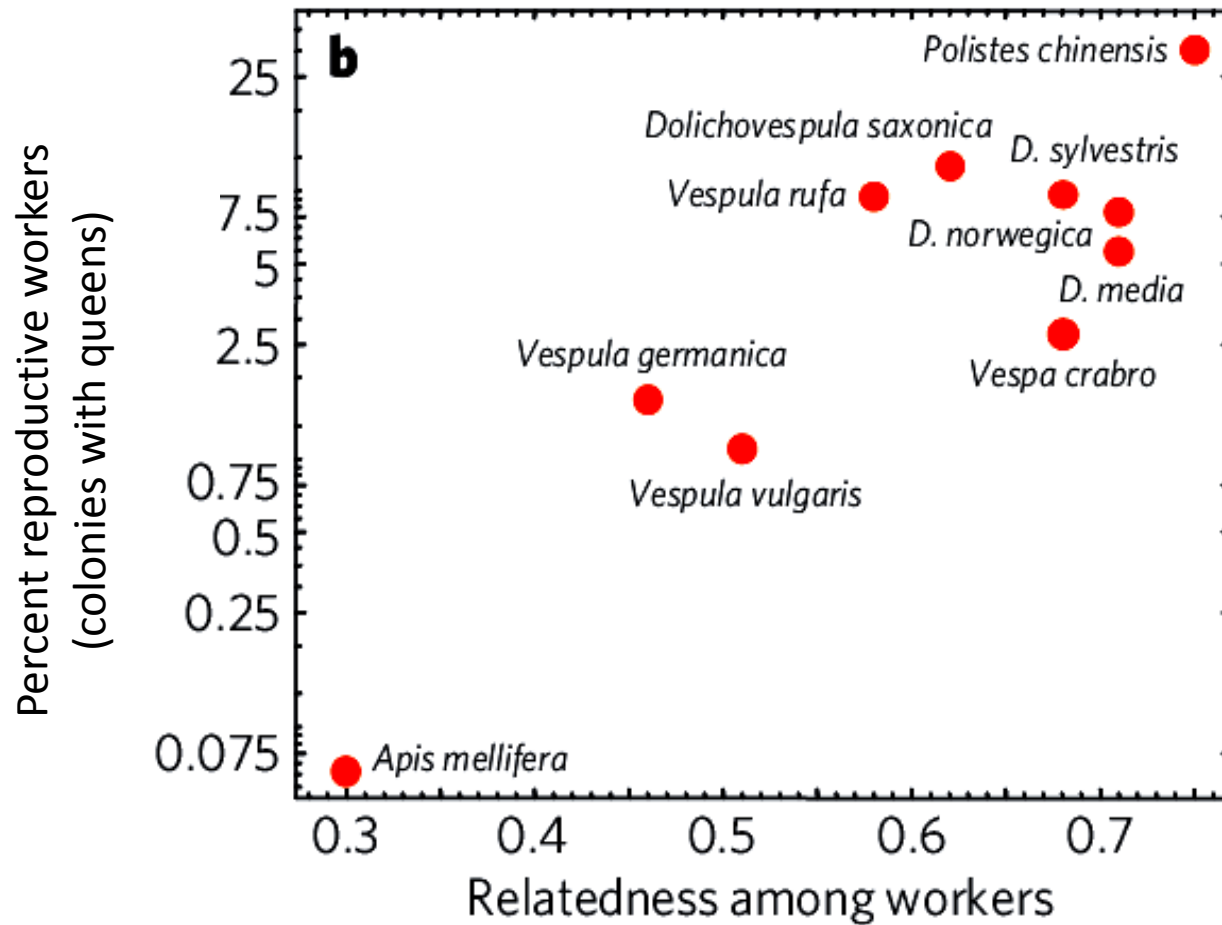 b
Percent reproductive workers
(colonies with queens)
25
7.5
5
2.5
0.75
0.5
0.25
0.075
Polistes chinensis
Dolichovespula saxonica
D. sylvestris
Vespula rufa
D. norwegica
D. media
Vespula germanica
Vespa crabro
Vespula vulgaris
Apis mellifera
0.3 0.4 0.5 0.6 0.7
Relatedness among workers